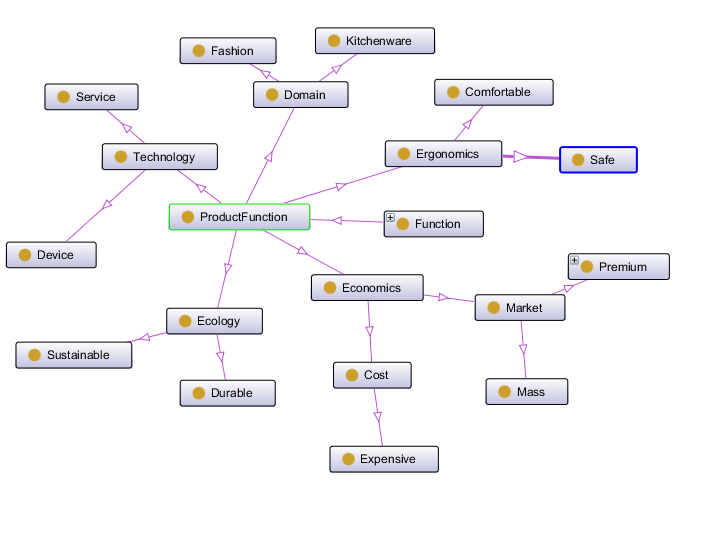 Kitchenware
Fashion
Domain
Comfortable
Service
Ergonomics
Technology
Safe
ProductFunction
Function
Device
Premium
Economics
Market
Ecology
Sustainable
Cost
Durable
Mass
Expensive